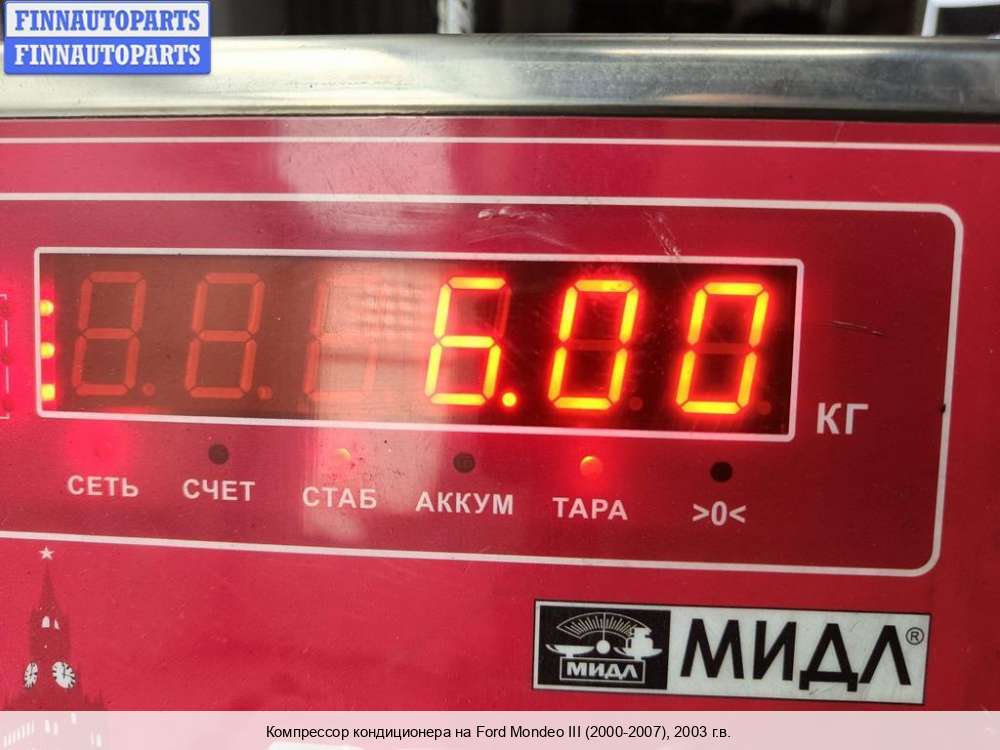 FINNAUTOPARTS
FINNAUTOPARTS
6.00
КГ
СЕТЬ СЧЕТ СТАБ АККУМ ТАРА >0<
МИДЛ МИДЛ®
Компрессор кондиционера на Ford Mondeo III (2000-2007), 2003 г.в.